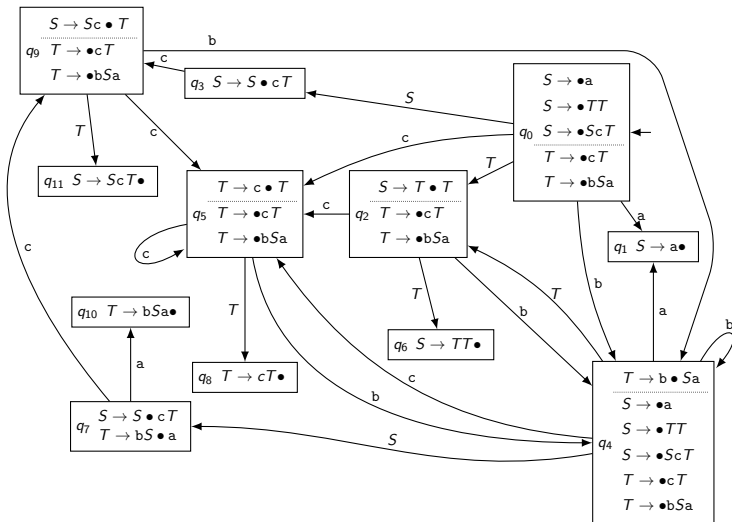 S → Sc • T
q9 T → •cT
T → •bSa
b
c
q3 S → S • cT
S
S → •a
S → •TT
q0 S → •ScT
T → •cT
T → •bSa
T
c
c
T
a
q11 S → ScT•
T → c • T
q5 T → •cT
T → •bSa
c
S → T • T
q2 T → •cT
T → •bSa
q1 S → a•
c
c
b
T
T
T
b
a
q10 T → bSa•
b
q6 S → TT•
a
q8 T → cT•
c
b
T → b • Sa
S → •a
S → •TT
q4 S → •ScT
T → •cT
T → •bSa
S → S • cT
q7 T → bS • a
S